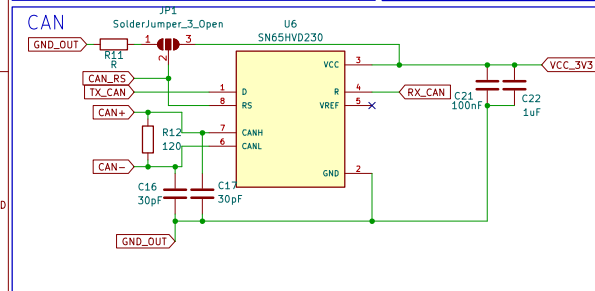 CAN
JP1
SolderJumper_3_Open
GND_OUT
1
3
2
R11
R
U6
SN65HVD230
CAN_RS
TX_CAN
1
D
8
RS
VCC
3
VCC_3V3
R
4
RX_CAN
VREF
5
C21
100nF
C22
1uF
CAN+
R12
120
7
CANH
6
CANL
CAN-
C16
30pF
C17
30pF
GND
2
GND_OUT
D